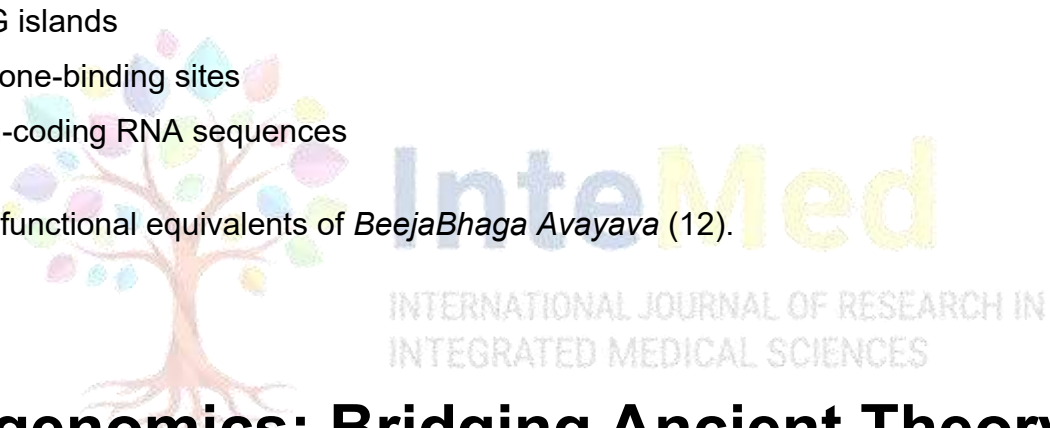 G islands
one-binding sites
-coding RNA sequences
functional equivalents of BeejaBhaga Avayava (12).
InteMed
INTERNATIONAL JOURNAL OF RESEARCH IN
INTEGRATED MEDICAL SCIENCES
genomics: Bridging Ancient Theory